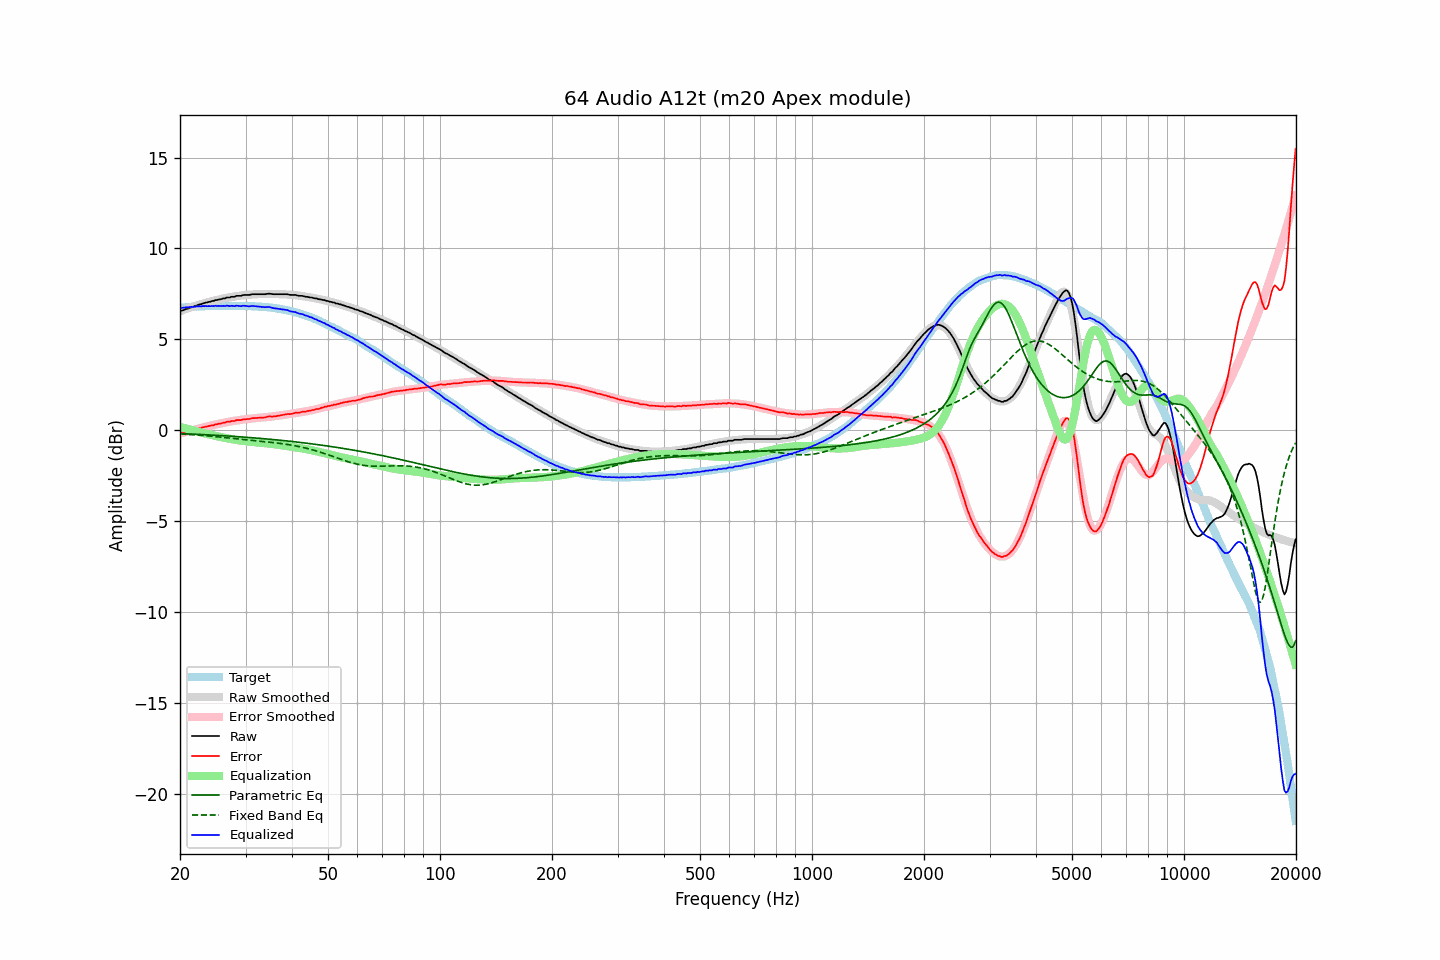 64 Audio A12t (m20 Apex module)
Amplitude (dBr)
15
10
5
0
−5
−10
−15
−20
Target
Raw Smoothed
Error Smoothed
Raw
Error
Equalization
Parametric Eq
Fixed Band Eq
Equalized
20
50
100
200
500
1000
2000
5000
10000
20000
Frequency (Hz)